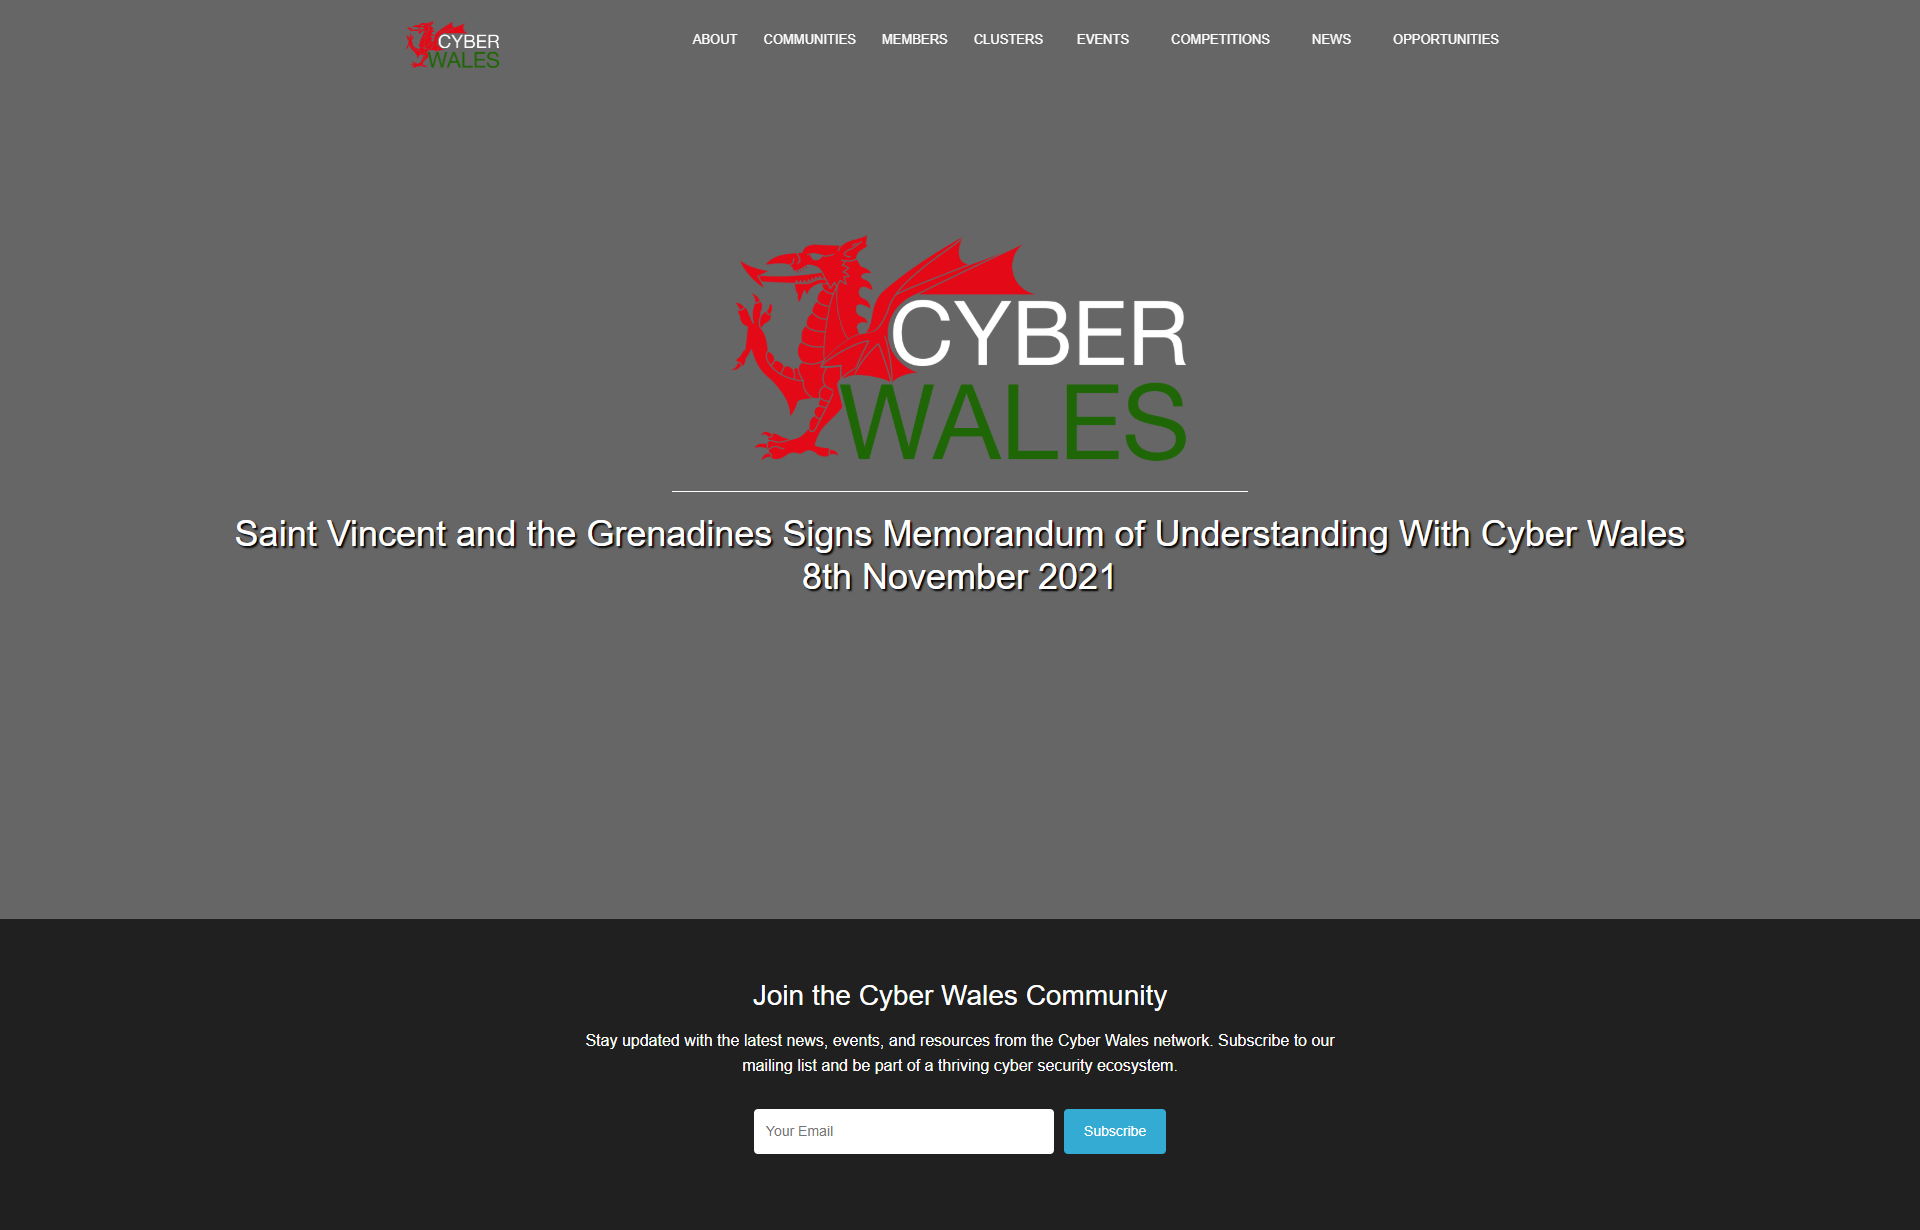 CYBER
WALES
ABOUT COMMUNITIES MEMBERS CLUSTERS EVENTS COMPETITIONS NEWS OPPORTUNITIES
CYBER
WALES
Saint Vincent and the Grenadines Signs Memorandum of Understanding With Cyber Wales
8th November 2021
Join the Cyber Wales Community
Stay updated with the latest news, events, and resources from the Cyber Wales network. Subscribe to our
mailing list and be part of a thriving cyber security ecosystem.
Your Email Subscribe